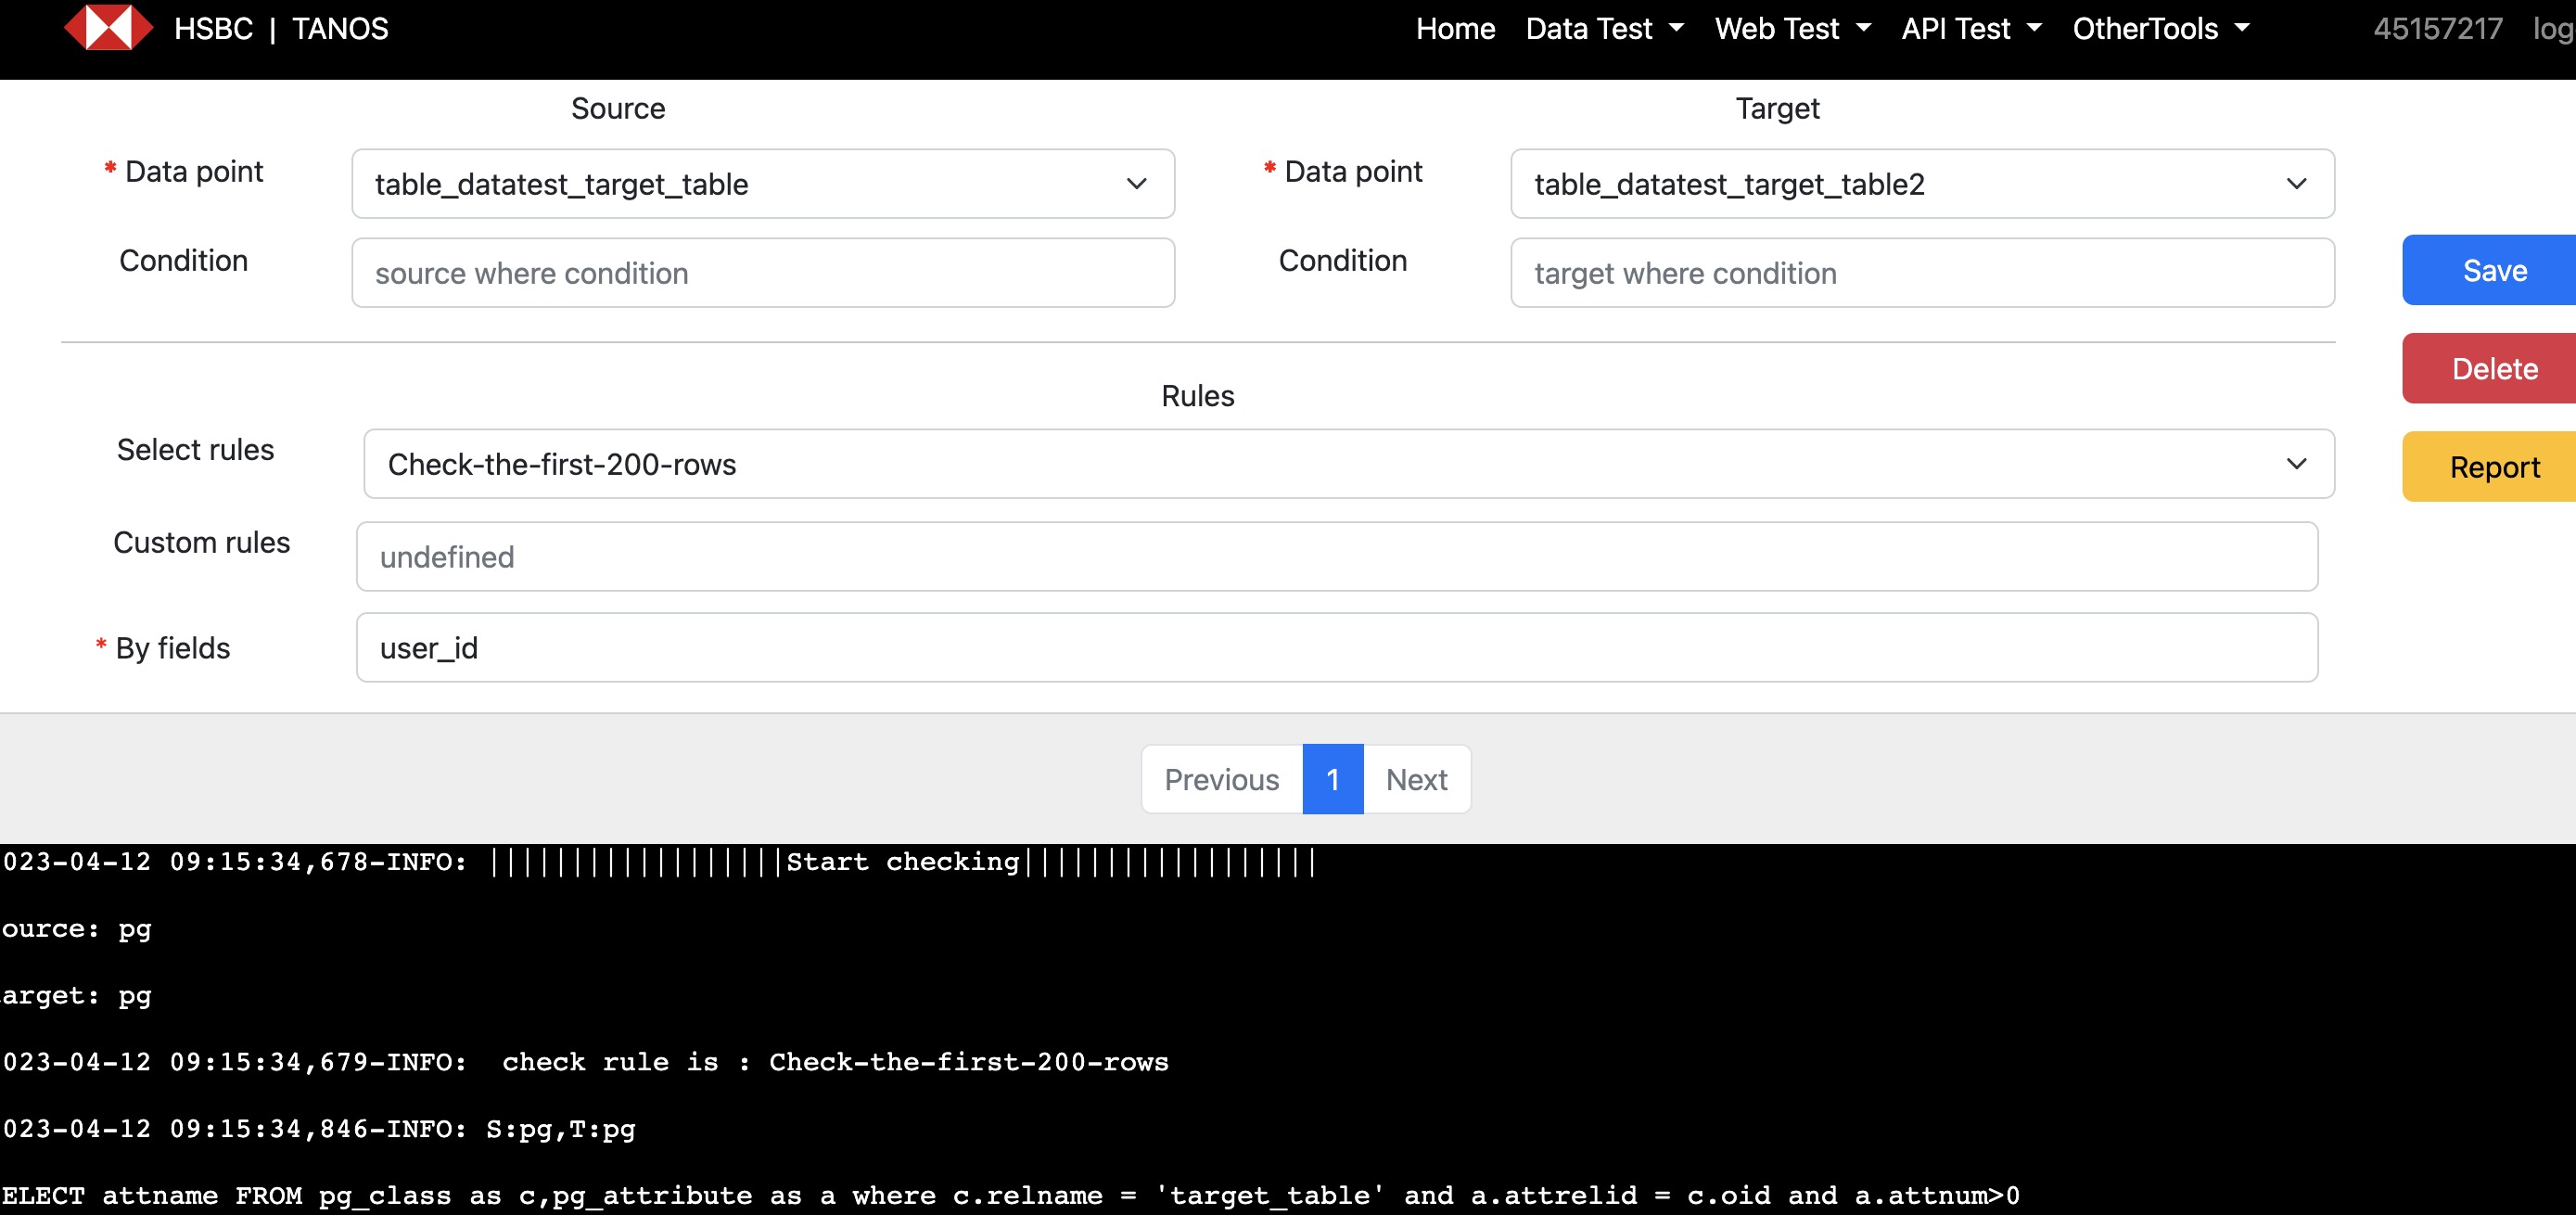 HSBC | TANOS Home Data Test Web Test API Test OtherTools 45157217 log
Source Target
* Data point table_datatest_target_table * Data point table_datatest_target_table2
Condition source where condition Condition target where condition
Save
Delete
Rules
Select rules Check-the-first-200-rows
Report
Custom rules undefined
* By fields user_id
Previous 1 Next
023-04-12 09:15:34,678-INFO: ||||||||||||||||||Start checking||||||||||||||||||
ource: pg
arget: pg
023-04-12 09:15:34,679-INFO:  check rule is : Check-the-first-200-rows
023-04-12 09:15:34,846-INFO: S:pg,T:pg
ELECT attname FROM pg_class as c,pg_attribute as a where c.relname = 'target_table' and a.attrelid = c.oid and a.attnum>0